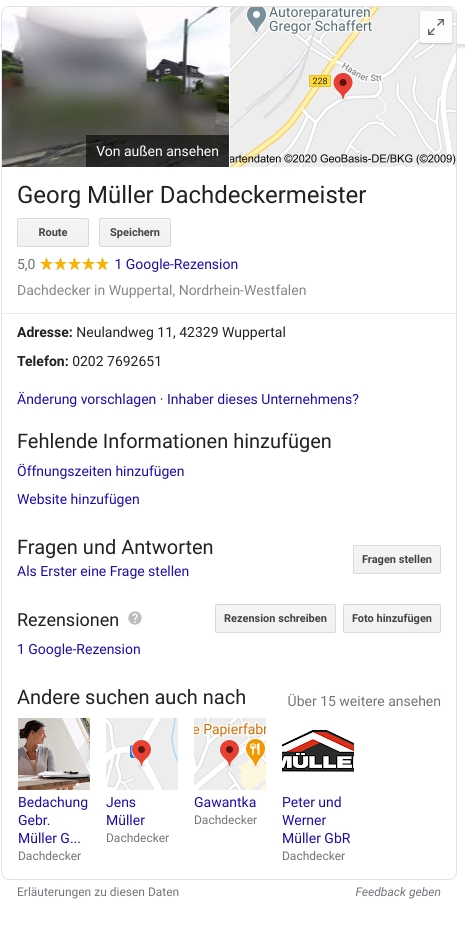 Autoreparaturen
Gregor Schaffert
Haaner Str
228
Von außen ansehen
artendaten ©2020 GeoBasis-DE/BKG (©2009)
Georg Müller Dachdeckermeister
Route Speichern
5,0 ★★★★★ 1 Google-Rezension
Dachdecker in Wuppertal, Nordrhein-Westfalen
Adresse: Neulandweg 11, 42329 Wuppertal
Telefon: 0202 7692651
Änderung vorschlagen · Inhaber dieses Unternehmens?
Fehlende Informationen hinzufügen
Öffnungszeiten hinzufügen
Website hinzufügen
Fragen und Antworten
Fragen stellen
Als Erster eine Frage stellen
Rezensionen ? Rezension schreiben Foto hinzufügen
1 Google-Rezension
Andere suchen auch nach Über 15 weitere ansehen
e Papierfabr
MÜLLE
Bedachung
Gebr.
Müller G...
Dachdecker
Jens
Müller
Dachdecker
Gawantka
Dachdecker
Peter und
Werner
Müller GbR
Dachdecker
Erläuterungen zu diesen Daten Feedback geben